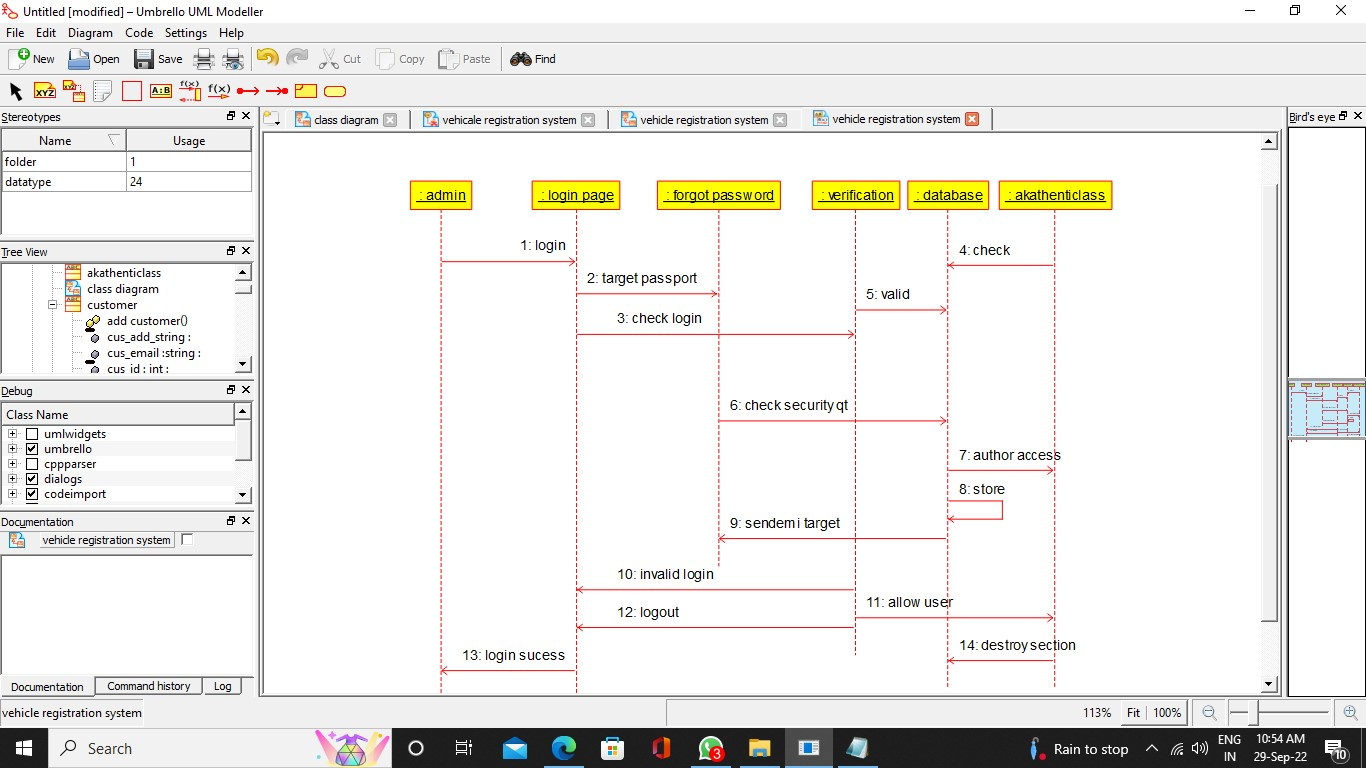 Untitled [modified] – Umbrello UML Modeller
File Edit Diagram Code Settings Help
New Open Save Cut Copy Paste Find
XYZ XYZ A:B f(x) f(x)
Stereotypes
Name Usage
folder 1
datatype 24
Tree View
akathenticlass
class diagram
customer
add customer()
cus_add_string :
cus_email :string :
cus_id : int :
Debug
Class Name
umlwidgets
umbrello
cppparser
dialogs
codeimport
Documentation
vehicle registration system
Documentation Command history Log
class diagram vehicale registration system vehicle registration system vehicle registration system
Bird's eye
: admin : login page : forgot password : verification : database : akathenticlass
1: login
4: check
2: target passport
5: valid
3: check login
6: check security qt
7: author access
8: store
9: sendemi target
10: invalid login
11: allow user
12: logout
14: destroy section
13: login sucess
vehicle registration system
113% Fit 100%
Search
3
Rain to stop
ENG
IN
10:54 AM
29-Sep-22
10